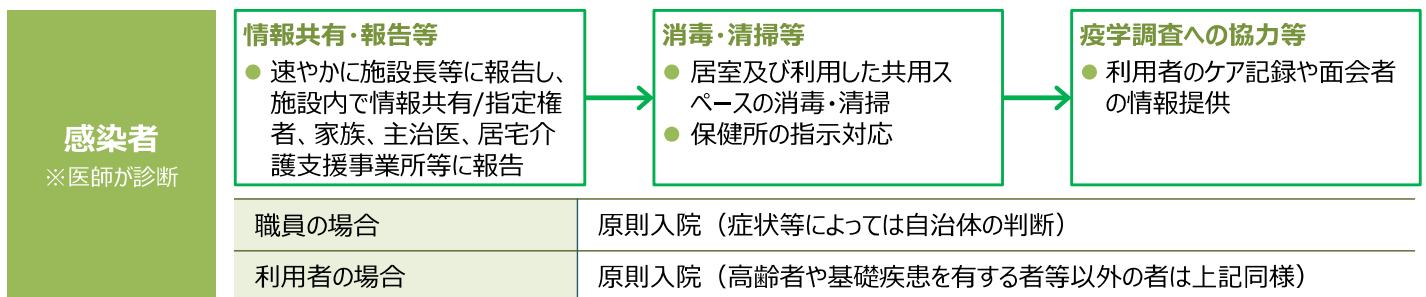 感染者
※医師が診断
情報共有・報告等
● 速やかに施設長等に報告し、
施設内で情報共有/指定権
者、家族、主治医、居宅介
護支援事業所等に報告
消毒・清掃等
● 居室及び利用した共用ス
ペースの消毒・清掃
● 保健所の指示対応
疫学調査への協力等
● 利用者のケア記録や面会者
の情報提供
職員の場合 原則入院（症状等によっては自治体の判断）
利用者の場合 原則入院（高齢者や基礎疾患を有する者等以外の者は上記同様）